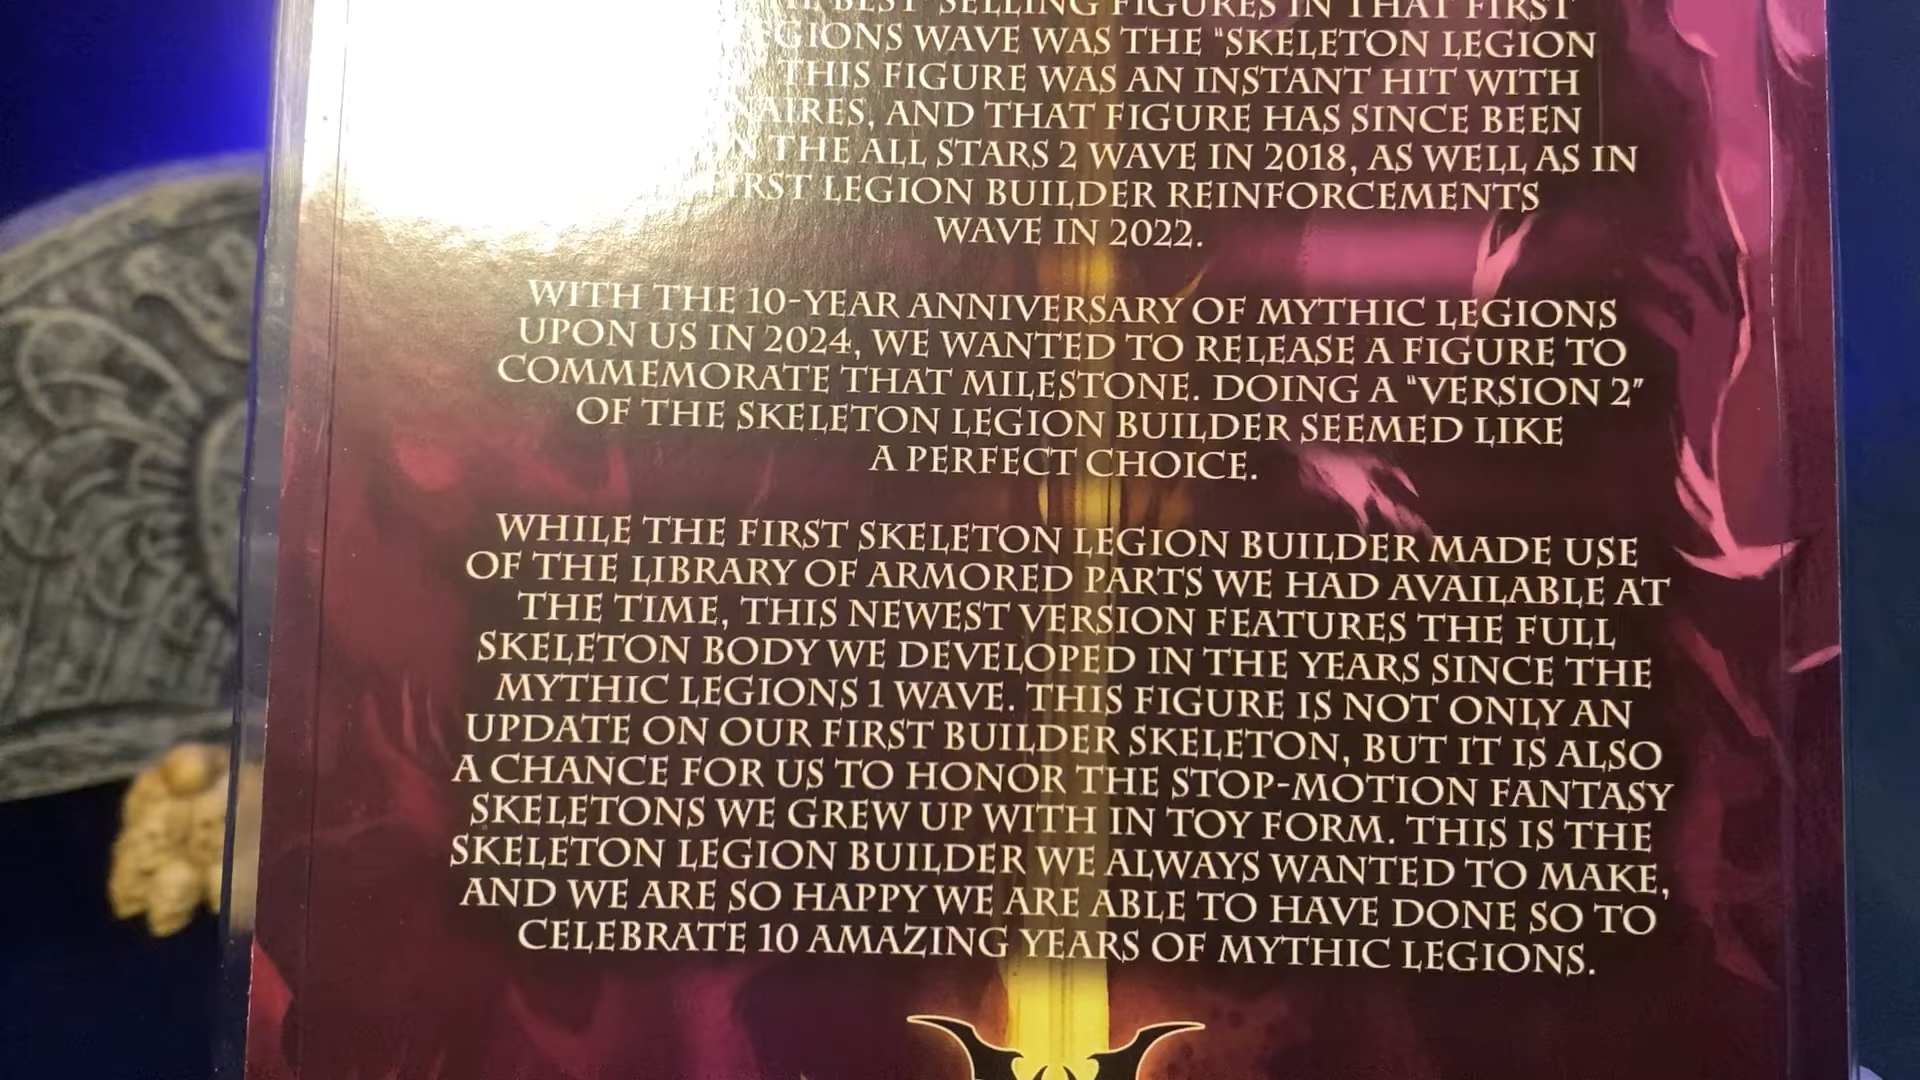 BEST-SELLING FIGURES IN THAT FIRST
WAVE WAS THE "SKELETON LEGION
THIS FIGURE WAS AN INSTANT HIT WITH
AND THAT FIGURE HAS SINCE BEEN
THE ALL STARS 2 WAVE IN 2018, AS WELL AS IN
LEGION BUILDER REINFORCEMENTS
WAVE IN 2022.
WITH THE 10-YEAR ANNIVERSARY OF MYTHIC LEGIONS
UPON US IN 2024, WE WANTED TO RELEASE A FIGURE TO
COMMEMORATE THAT MILESTONE. DOING A "VERSION 2"
OF THE SKELETON LEGION BUILDER SEEMED LIKE
A PERFECT CHOICE.
WHILE THE FIRST SKELETON LEGION BUILDER MADE USE
OF THE LIBRARY OF ARMORED PARTS WE HAD AVAILABLE AT
THE TIME, THIS NEWEST VERSION FEATURES THE FULL
SKELETON BODY WE DEVELOPED IN THE YEARS SINCE THE
MYTHIC LEGIONS 1 WAVE. THIS FIGURE IS NOT ONLY AN
UPDATE ON OUR FIRST BUILDER SKELETON, BUT IT IS ALSO
A CHANCE FOR US TO HONOR THE STOP-MOTION FANTASY
SKELETONS WE GREW UP WITH IN TOY FORM. THIS IS THE
SKELETON LEGION BUILDER WE ALWAYS WANTED TO MAKE,
AND WE ARE SO HAPPY WE ARE ABLE TO HAVE DONE SO TO
CELEBRATE 10 AMAZING YEARS OF MYTHIC LEGIONS.